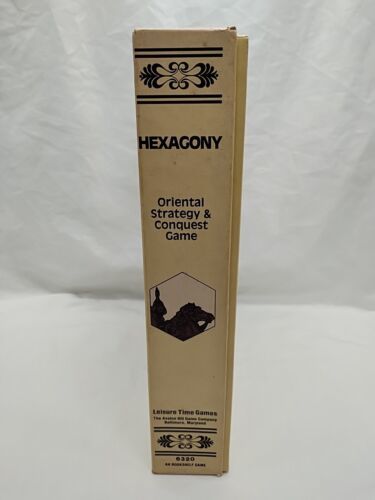 HEXAGONY
Oriental
Strategy &
Conquest
Game
Leisure Time Games
The Avalon Hill Game Company
Baltimore, Maryland
6320
AN BOOKSHELF GAME